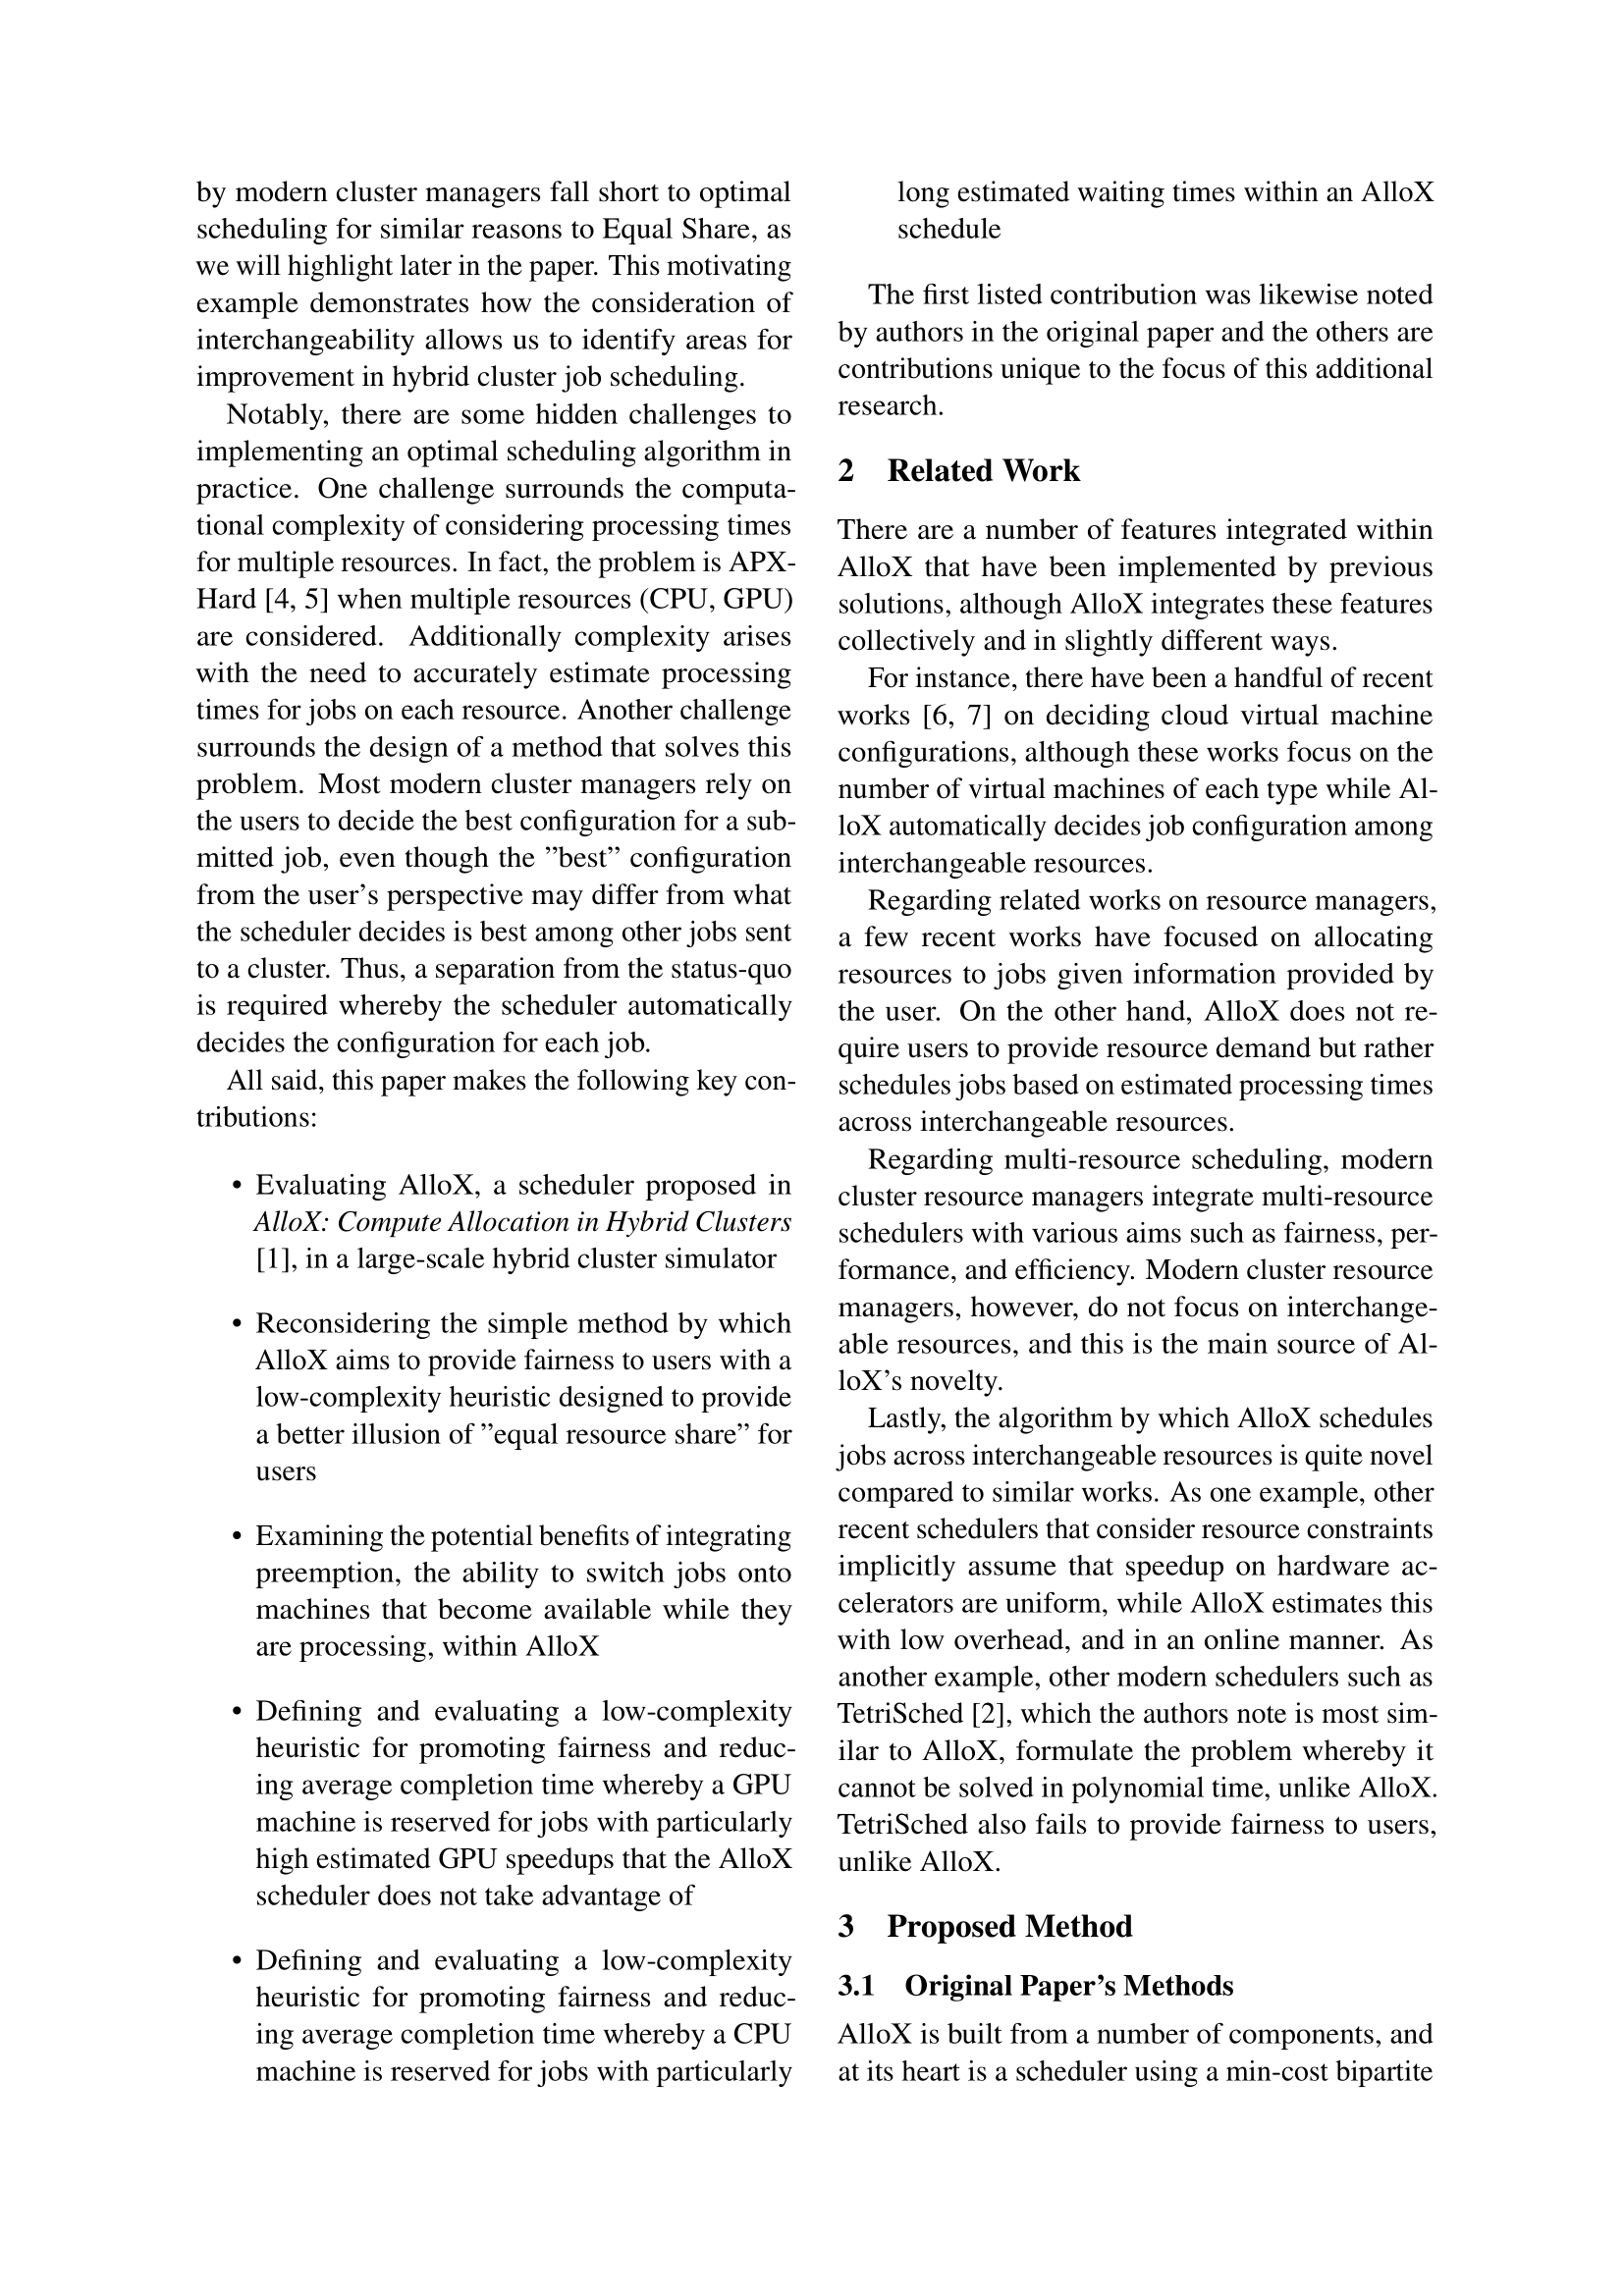 by modern cluster managers fall short to optimal
scheduling for similar reasons to Equal Share, as
we will highlight later in the paper. This motivating
example demonstrates how the consideration of
interchangeability allows us to identify areas for
improvement in hybrid cluster job scheduling.
Notably, there are some hidden challenges to
implementing an optimal scheduling algorithm in
practice. One challenge surrounds the computa-
tional complexity of considering processing times
for multiple resources. In fact, the problem is APX-
Hard [4, 5] when multiple resources (CPU, GPU)
are considered. Additionally complexity arises
with the need to accurately estimate processing
times for jobs on each resource. Another challenge
surrounds the design of a method that solves this
problem. Most modern cluster managers rely on
the users to decide the best configuration for a sub-
mitted job, even though the ”best” configuration
from the user’s perspective may differ from what
the scheduler decides is best among other jobs sent
to a cluster. Thus, a separation from the status-quo
is required whereby the scheduler automatically
decides the configuration for each job.
All said, this paper makes the following key con-
tributions:
• Evaluating AlloX, a scheduler proposed in
AlloX: Compute Allocation in Hybrid Clusters
[1], in a large-scale hybrid cluster simulator
• Reconsidering the simple method by which
AlloX aims to provide fairness to users with a
low-complexity heuristic designed to provide
a better illusion of ”equal resource share” for
users
• Examining the potential benefits of integrating
preemption, the ability to switch jobs onto
machines that become available while they
are processing, within AlloX
• Defining and evaluating a low-complexity
heuristic for promoting fairness and reduc-
ing average completion time whereby a GPU
machine is reserved for jobs with particularly
high estimated GPU speedups that the AlloX
scheduler does not take advantage of
• Defining and evaluating a low-complexity
heuristic for promoting fairness and reduc-
ing average completion time whereby a CPU
machine is reserved for jobs with particularly
long estimated waiting times within an AlloX
schedule
The first listed contribution was likewise noted
by authors in the original paper and the others are
contributions unique to the focus of this additional
research.
2 Related Work
There are a number of features integrated within
AlloX that have been implemented by previous
solutions, although AlloX integrates these features
collectively and in slightly different ways.
For instance, there have been a handful of recent
works [6, 7] on deciding cloud virtual machine
configurations, although these works focus on the
number of virtual machines of each type while Al-
loX automatically decides job configuration among
interchangeable resources.
Regarding related works on resource managers,
a few recent works have focused on allocating
resources to jobs given information provided by
the user. On the other hand, AlloX does not re-
quire users to provide resource demand but rather
schedules jobs based on estimated processing times
across interchangeable resources.
Regarding multi-resource scheduling, modern
cluster resource managers integrate multi-resource
schedulers with various aims such as fairness, per-
formance, and efficiency. Modern cluster resource
managers, however, do not focus on interchange-
able resources, and this is the main source of Al-
loX’s novelty.
Lastly, the algorithm by which AlloX schedules
jobs across interchangeable resources is quite novel
compared to similar works. As one example, other
recent schedulers that consider resource constraints
implicitly assume that speedup on hardware ac-
celerators are uniform, while AlloX estimates this
with low overhead, and in an online manner. As
another example, other modern schedulers such as
TetriSched [2], which the authors note is most sim-
ilar to AlloX, formulate the problem whereby it
cannot be solved in polynomial time, unlike AlloX.
TetriSched also fails to provide fairness to users,
unlike AlloX.
3 Proposed Method
3.1 Original Paper’s Methods
AlloX is built from a number of components, and
at its heart is a scheduler using a min-cost bipartite